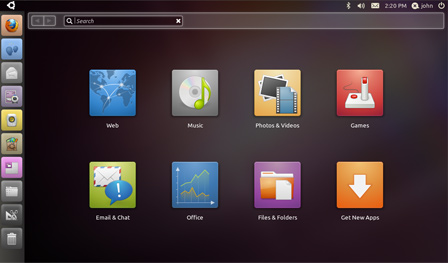 2:20 PM john
Search
Web Music Photos & Videos Games
Email & Chat Office Files & Folders Get New Apps